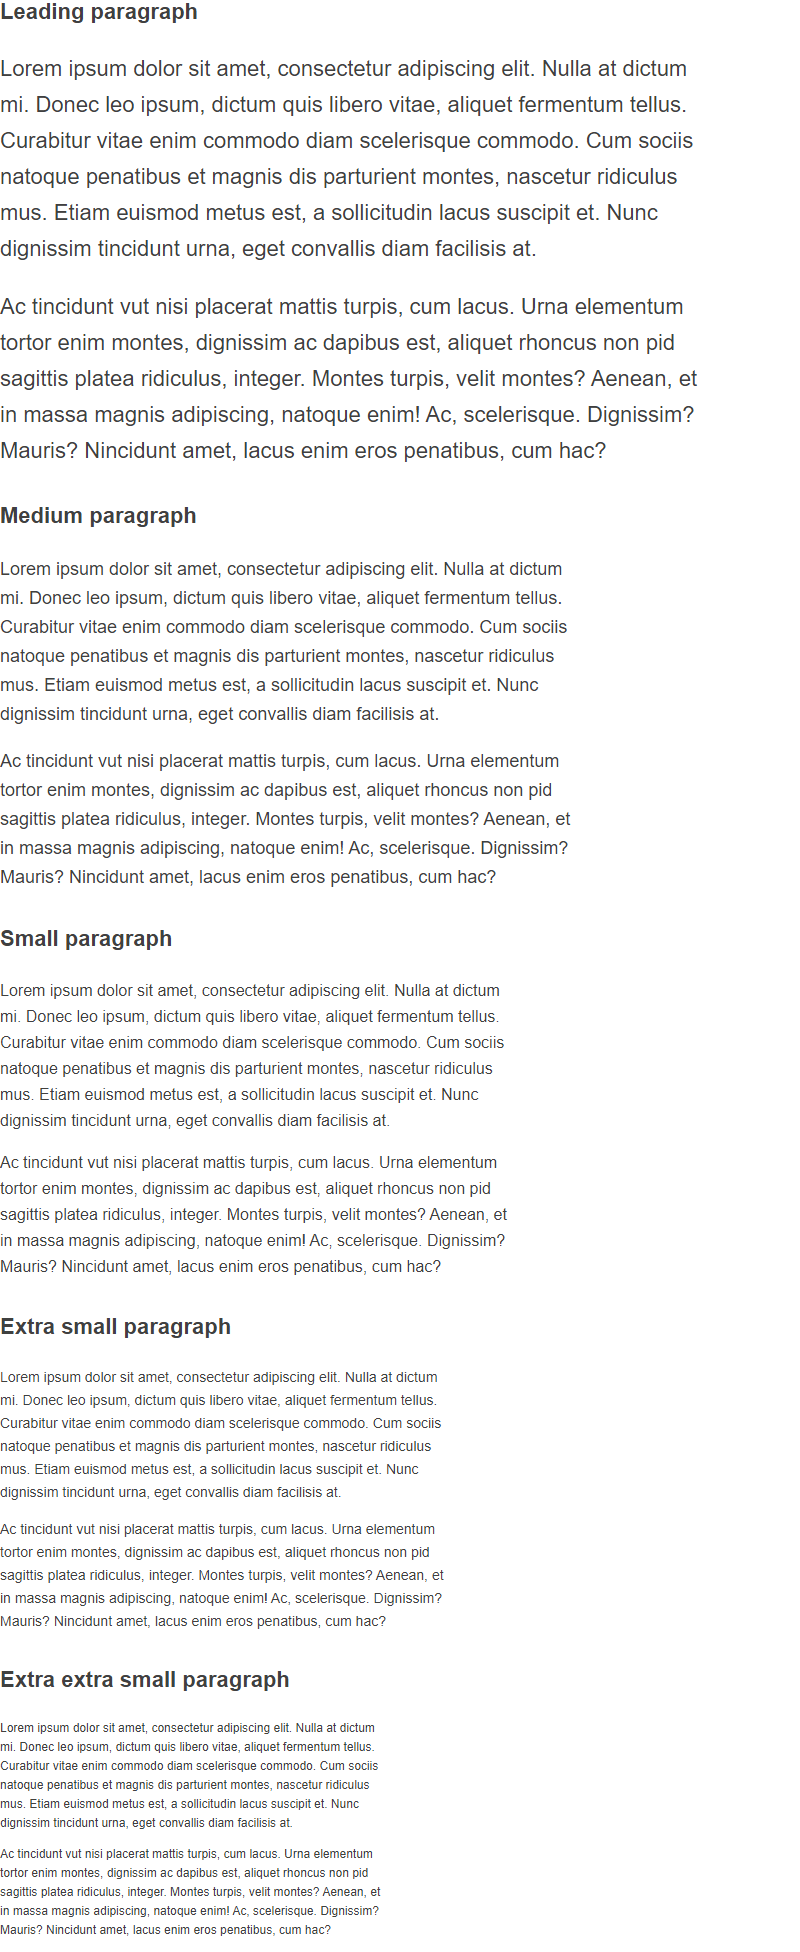 Leading paragraph
Lorem ipsum dolor sit amet, consectetur adipiscing elit. Nulla at dictum
mi. Donec leo ipsum, dictum quis libero vitae, aliquet fermentum tellus.
Curabitur vitae enim commodo diam scelerisque commodo. Cum sociis
natoque penatibus et magnis dis parturient montes, nascetur ridiculus
mus. Etiam euismod metus est, a sollicitudin lacus suscipit et. Nunc
dignissim tincidunt urna, eget convallis diam facilisis at.
Ac tincidunt vut nisi placerat mattis turpis, cum lacus. Urna elementum
tortor enim montes, dignissim ac dapibus est, aliquet rhoncus non pid
sagittis platea ridiculus, integer. Montes turpis, velit montes? Aenean, et
in massa magnis adipiscing, natoque enim! Ac, scelerisque. Dignissim?
Mauris? Nincidunt amet, lacus enim eros penatibus, cum hac?
Medium paragraph
Lorem ipsum dolor sit amet, consectetur adipiscing elit. Nulla at dictum
mi. Donec leo ipsum, dictum quis libero vitae, aliquet fermentum tellus.
Curabitur vitae enim commodo diam scelerisque commodo. Cum sociis
natoque penatibus et magnis dis parturient montes, nascetur ridiculus
mus. Etiam euismod metus est, a sollicitudin lacus suscipit et. Nunc
dignissim tincidunt urna, eget convallis diam facilisis at.
Ac tincidunt vut nisi placerat mattis turpis, cum lacus. Urna elementum
tortor enim montes, dignissim ac dapibus est, aliquet rhoncus non pid
sagittis platea ridiculus, integer. Montes turpis, velit montes? Aenean, et
in massa magnis adipiscing, natoque enim! Ac, scelerisque. Dignissim?
Mauris? Nincidunt amet, lacus enim eros penatibus, cum hac?
Small paragraph
Lorem ipsum dolor sit amet, consectetur adipiscing elit. Nulla at dictum
mi. Donec leo ipsum, dictum quis libero vitae, aliquet fermentum tellus.
Curabitur vitae enim commodo diam scelerisque commodo. Cum sociis
natoque penatibus et magnis dis parturient montes, nascetur ridiculus
mus. Etiam euismod metus est, a sollicitudin lacus suscipit et. Nunc
dignissim tincidunt urna, eget convallis diam facilisis at.
Ac tincidunt vut nisi placerat mattis turpis, cum lacus. Urna elementum
tortor enim montes, dignissim ac dapibus est, aliquet rhoncus non pid
sagittis platea ridiculus, integer. Montes turpis, velit montes? Aenean, et
in massa magnis adipiscing, natoque enim! Ac, scelerisque. Dignissim?
Mauris? Nincidunt amet, lacus enim eros penatibus, cum hac?
Extra small paragraph
Lorem ipsum dolor sit amet, consectetur adipiscing elit. Nulla at dictum
mi. Donec leo ipsum, dictum quis libero vitae, aliquet fermentum tellus.
Curabitur vitae enim commodo diam scelerisque commodo. Cum sociis
natoque penatibus et magnis dis parturient montes, nascetur ridiculus
mus. Etiam euismod metus est, a sollicitudin lacus suscipit et. Nunc
dignissim tincidunt urna, eget convallis diam facilisis at.
Ac tincidunt vut nisi placerat mattis turpis, cum lacus. Urna elementum
tortor enim montes, dignissim ac dapibus est, aliquet rhoncus non pid
sagittis platea ridiculus, integer. Montes turpis, velit montes? Aenean, et
in massa magnis adipiscing, natoque enim! Ac, scelerisque. Dignissim?
Mauris? Nincidunt amet, lacus enim eros penatibus, cum hac?
Extra extra small paragraph
Lorem ipsum dolor sit amet, consectetur adipiscing elit. Nulla at dictum
mi. Donec leo ipsum, dictum quis libero vitae, aliquet fermentum tellus.
Curabitur vitae enim commodo diam scelerisque commodo. Cum sociis
natoque penatibus et magnis dis parturient montes, nascetur ridiculus
mus. Etiam euismod metus est, a sollicitudin lacus suscipit et. Nunc
dignissim tincidunt urna, eget convallis diam facilisis at.
Ac tincidunt vut nisi placerat mattis turpis, cum lacus. Urna elementum
tortor enim montes, dignissim ac dapibus est, aliquet rhoncus non pid
sagittis platea ridiculus, integer. Montes turpis, velit montes? Aenean, et
in massa magnis adipiscing, natoque enim! Ac, scelerisque. Dignissim?
Mauris? Nincidunt amet, lacus enim eros penatibus, cum hac?